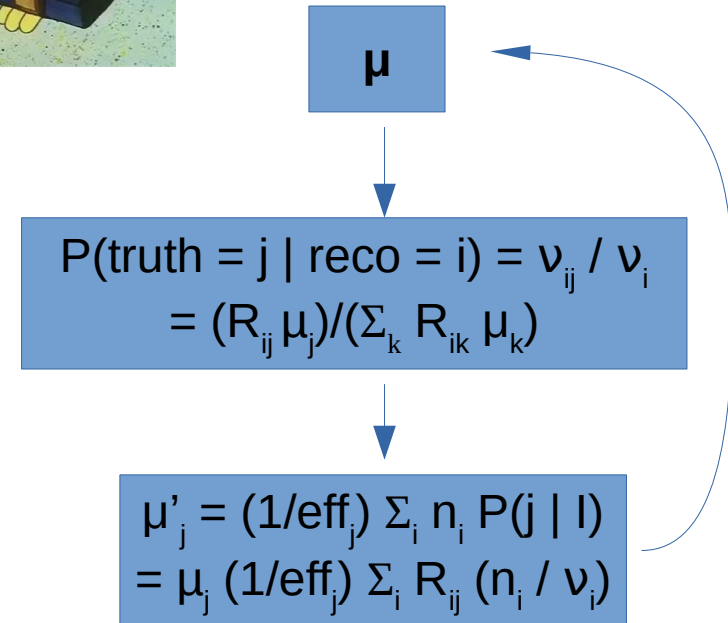 μ
P(truth = j | reco = i) = ν_ij / ν_i
= (R_ij μ_j)/(Σ_k R_ik μ_k)
μ'_j = (1/eff_j) Σ_i n_i P(j | I)
= μ_j (1/eff_j) Σ_i R_ij (n_i / ν_i)